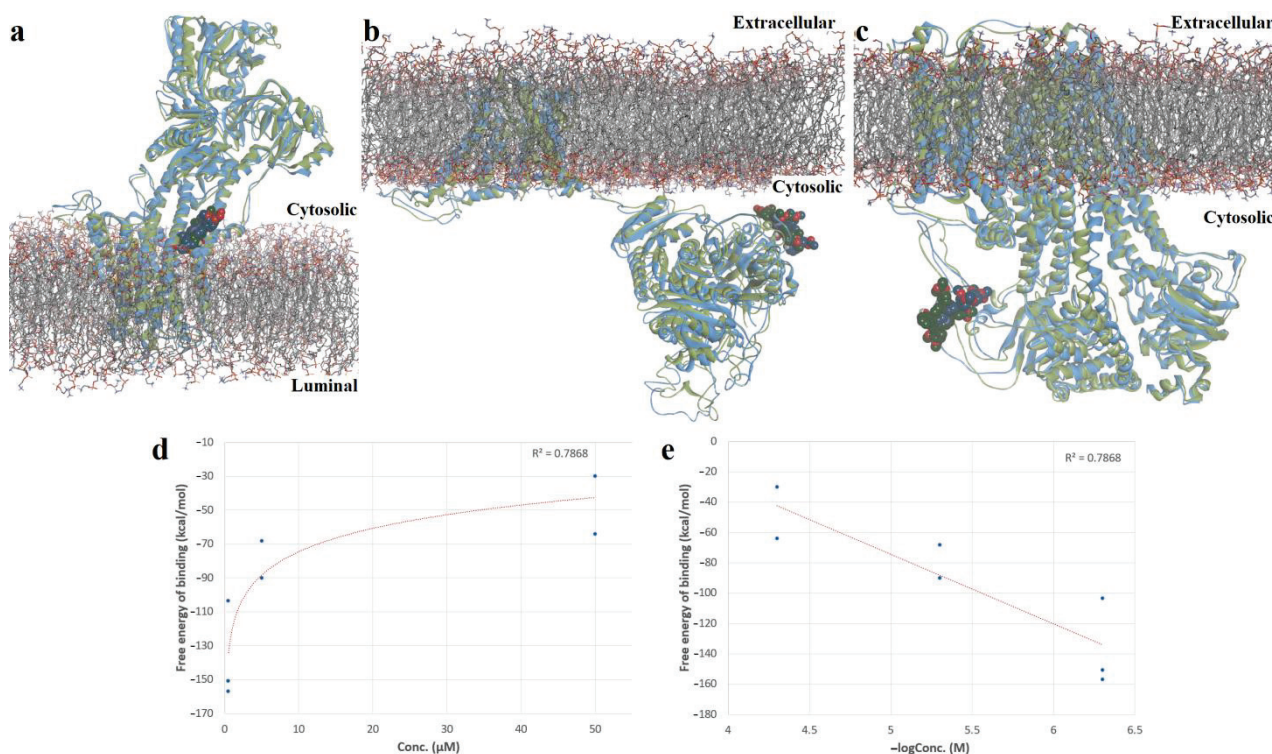 a
Cytosolic
Luminal
b
Extracellular
Cytosolic
c
Extracellular
Cytosolic
d
R² = 0.7868
Free energy of binding (kcal/mol)
−10
−30
−50
−70
−90
−110
−130
−150
−170
0
10
20
30
40
50
Conc. (µM)
e
R² = 0.7868
Free energy of binding (kcal/mol)
0
−20
−40
−60
−80
−100
−120
−140
−160
−180
4
4.5
5
5.5
6
6.5
−logConc. (M)